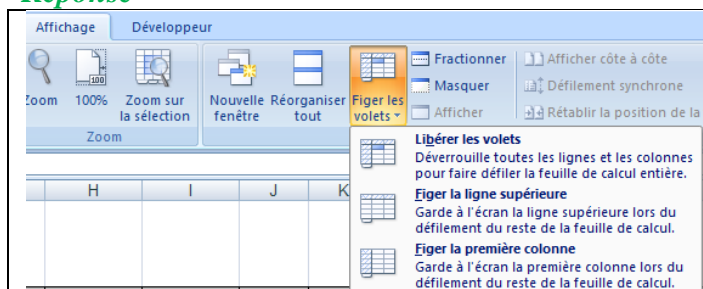 Réponse
Affichage Développeur
Zoom 100% Zoom sur la sélection
Nouvelle fenêtre Réorganiser tout Figer les volets
Fractionner Afficher côte à côte
Masquer Défilement synchrone
Afficher Rétablir la position de la
Zoom
Libérer les volets
Déverrouille toutes les lignes et les colonnes
pour faire défiler la feuille de calcul entière.
H I J K
Figer la ligne supérieure
Garde à l'écran la ligne supérieure lors du
défilement du reste de la feuille de calcul.
Figer la première colonne
Garde à l'écran la première colonne lors du
défilement du reste de la feuille de calcul.